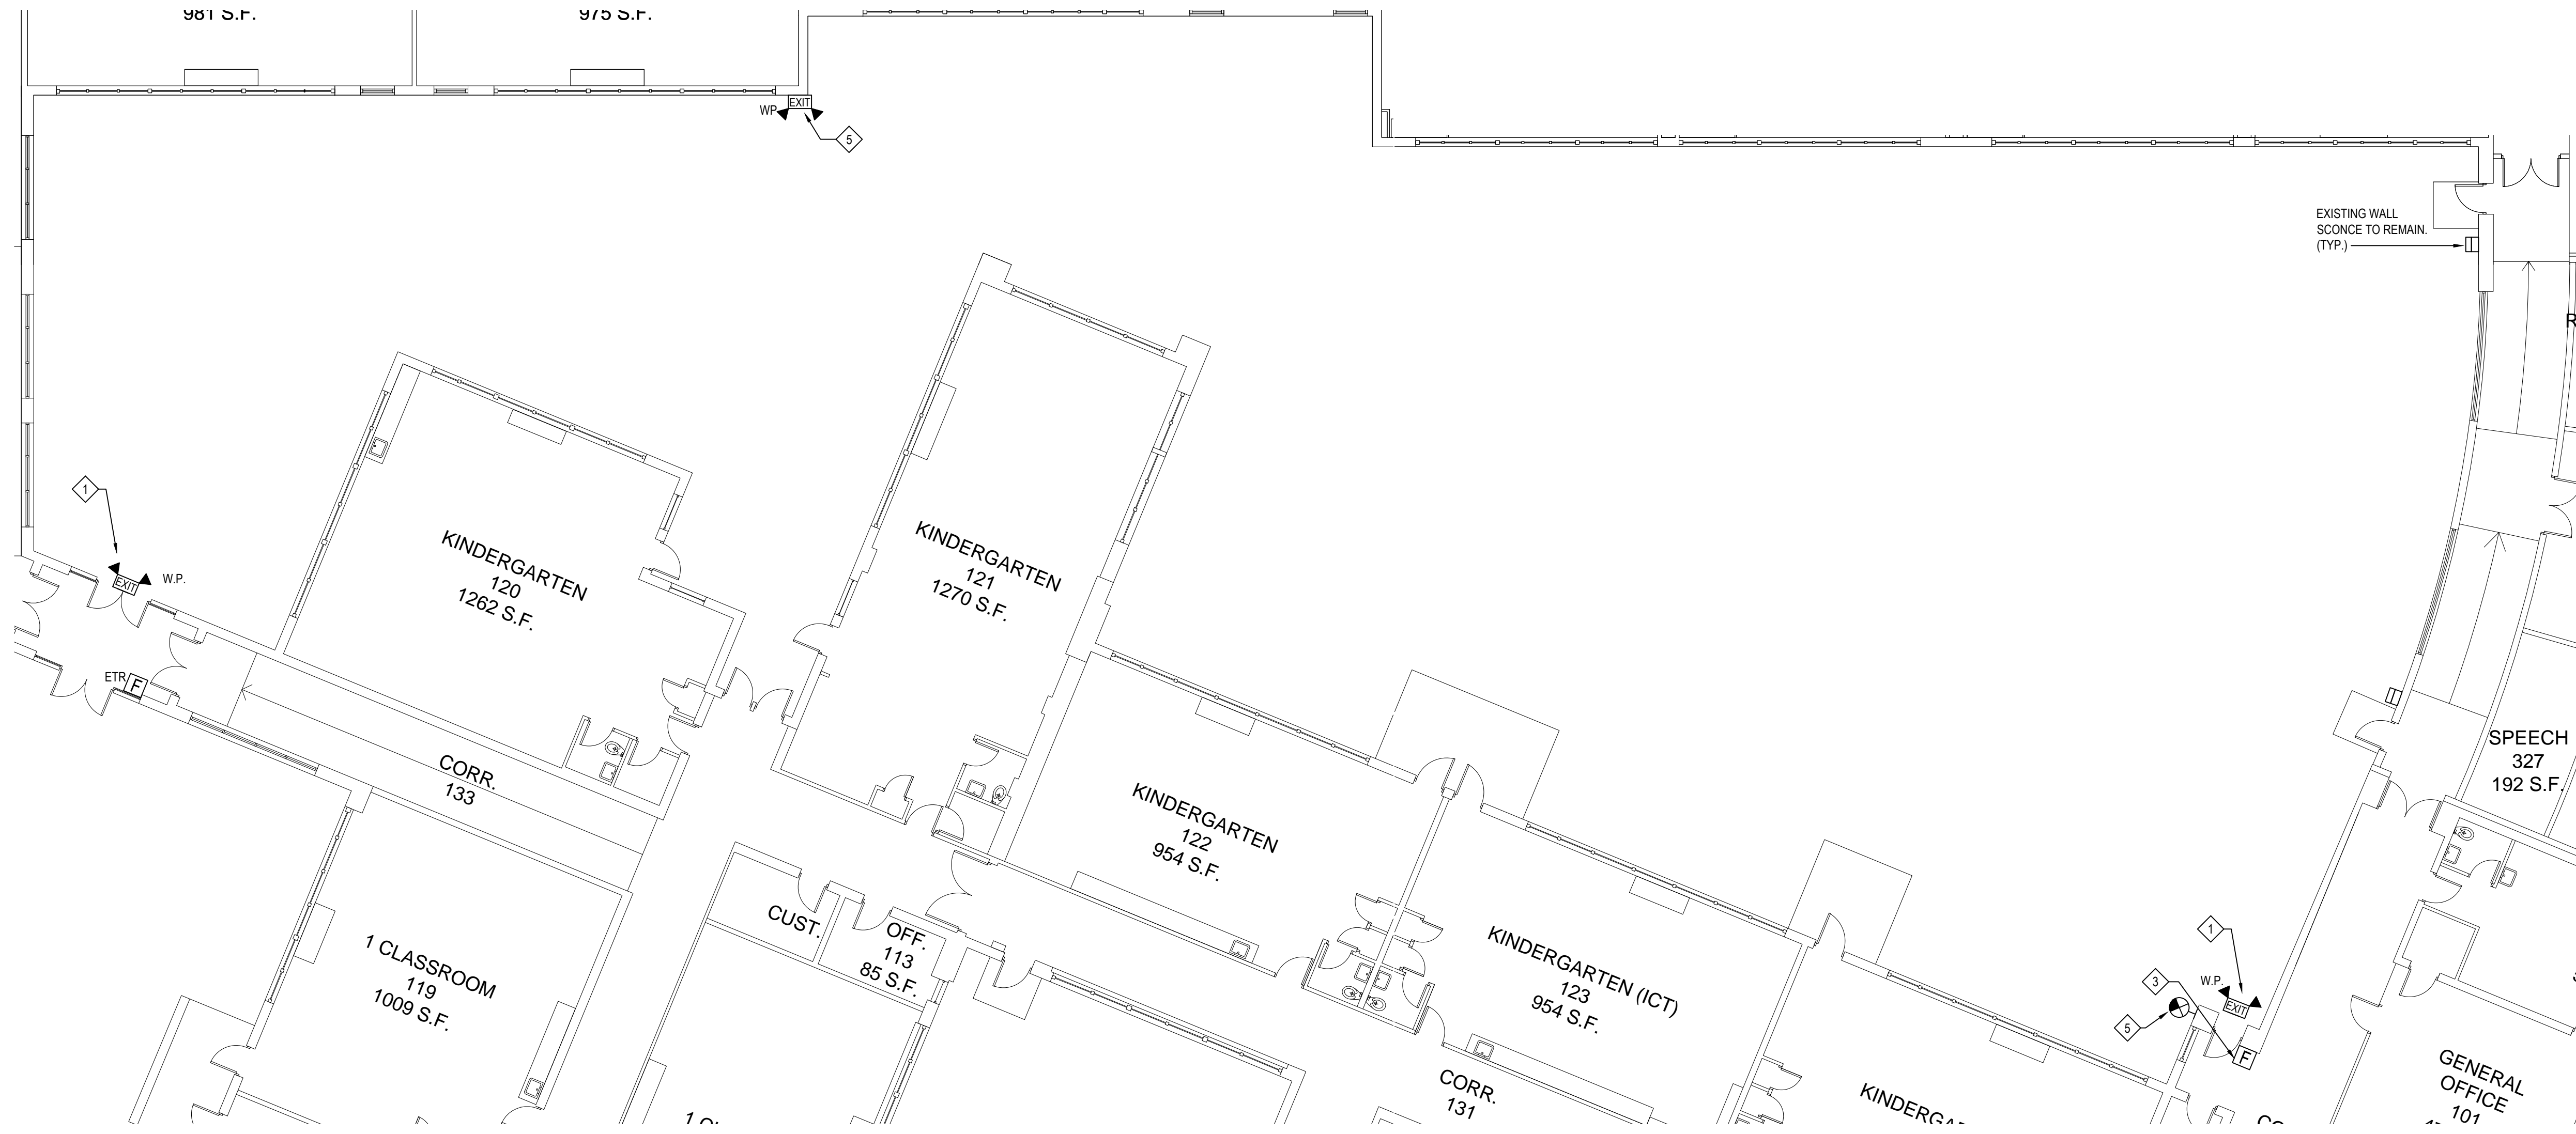 981 S.F.
975 S.F.
WP
EXIT
5
EXISTING WALL
SCONCE TO REMAIN.
(TYP.)
1
EXIT
W.P.
ETR
F
KINDERGARTEN
120
1262 S.F.
KINDERGARTEN
121
1270 S.F.
CORR.
133
KINDERGARTEN
122
954 S.F.
SPEECH
327
192 S.F.
1 CLASSROOM
119
1009 S.F.
CUST.
OFF.
113
85 S.F.
KINDERGARTEN (ICT)
123
954 S.F.
1
3
W.P.
EXIT
5
F
CORR.
131
GENERAL
OFFICE
101